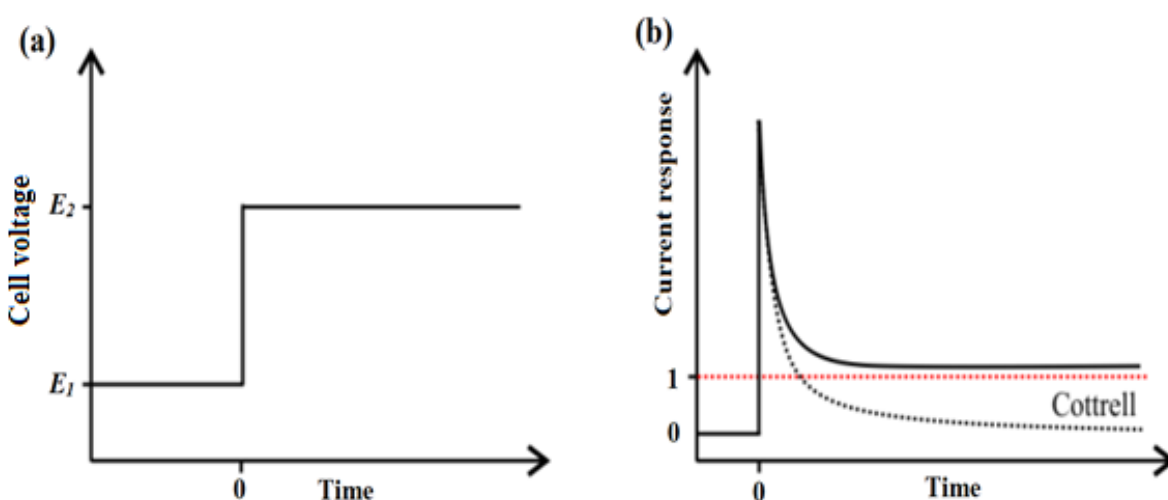 (a)
Cell voltage
E2
E1
0
Time
(b)
Current response
1
0
Cottrell
0
Time